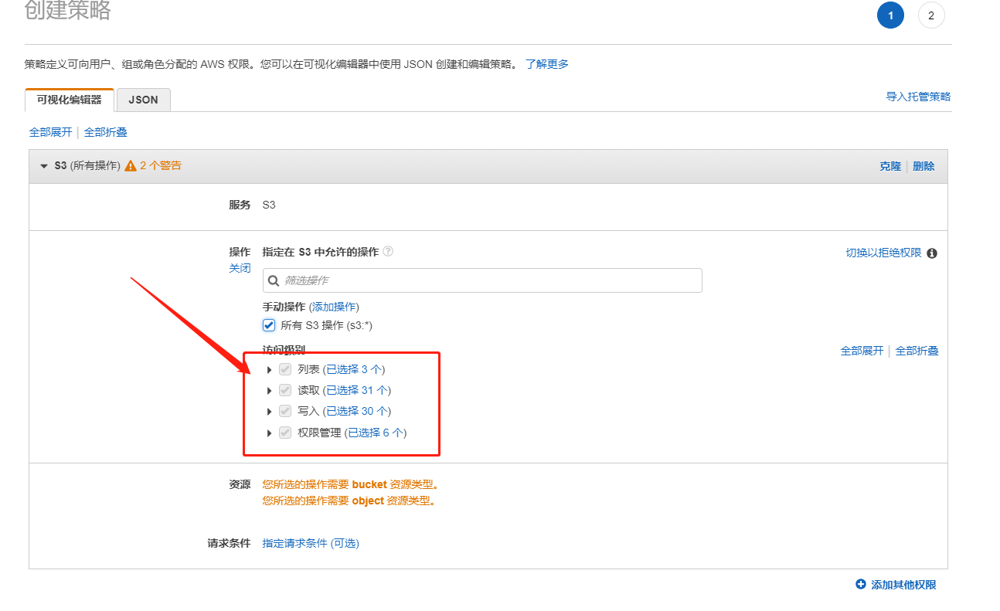 创建策略
1 2
策略定义可向用户、组或角色分配的 AWS 权限。您可以在可视化编辑器中使用 JSON 创建和编辑策略。 了解更多
可视化编辑器 JSON 导入托管策略
全部展开 | 全部折叠
S3 (所有操作) 2 个警告 克隆 | 删除
服务 S3
操作 指定在 S3 中允许的操作 切换以拒绝权限
关闭
筛选操作
手动操作 (添加操作)
所有 S3 操作 (s3:*)
访问级别 全部展开 | 全部折叠
列表 (已选择 3 个)
读取 (已选择 31 个)
写入 (已选择 30 个)
权限管理 (已选择 6 个)
资源 您所选的操作需要 bucket 资源类型。
您所选的操作需要 object 资源类型。
请求条件 指定请求条件 (可选)
添加其他权限